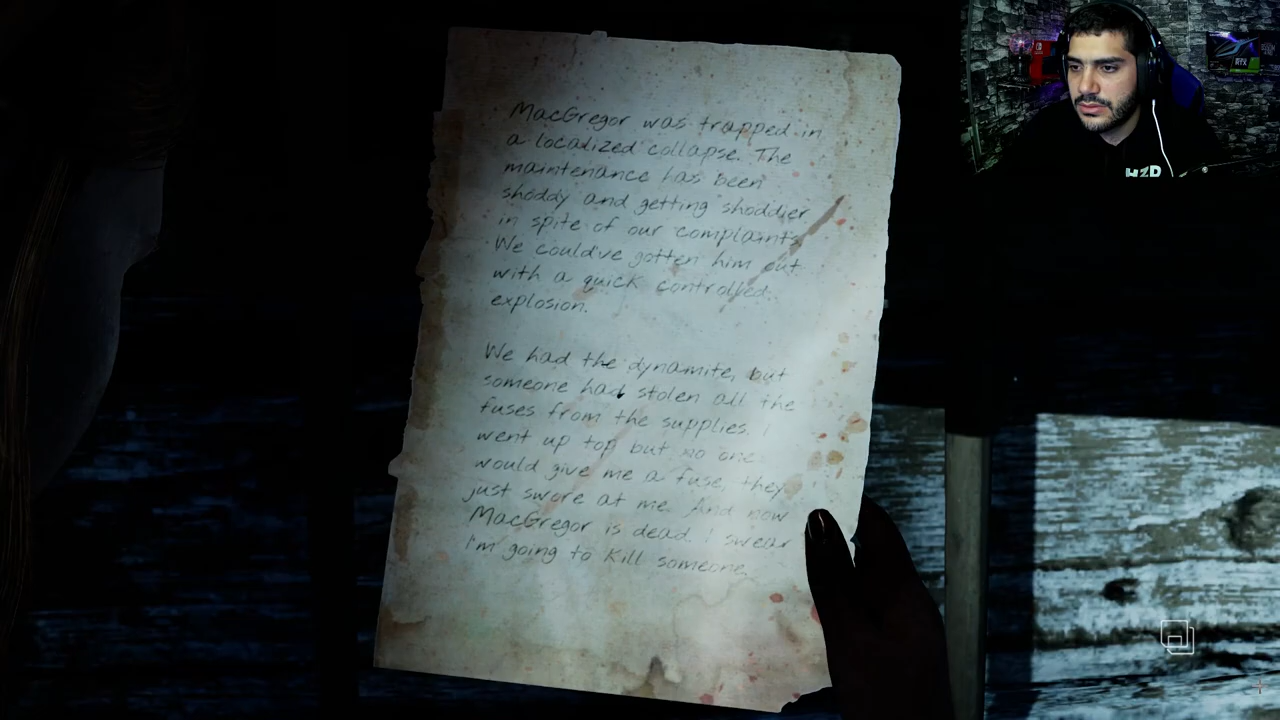 MacGregor was trapped in
a localized collapse. The
maintenance has been
shoddy and getting shoddier
in spite of our complaints.
We could've gotten him out
with a quick controlled
explosion.
We had the dynamite, but
someone had stolen all the
fuses from the supplies. I
went up top but no one
would give me a fuse, they
just swore at me. And now
MacGregor is dead. I swear
I'm going to kill someone.
RTX
HZD